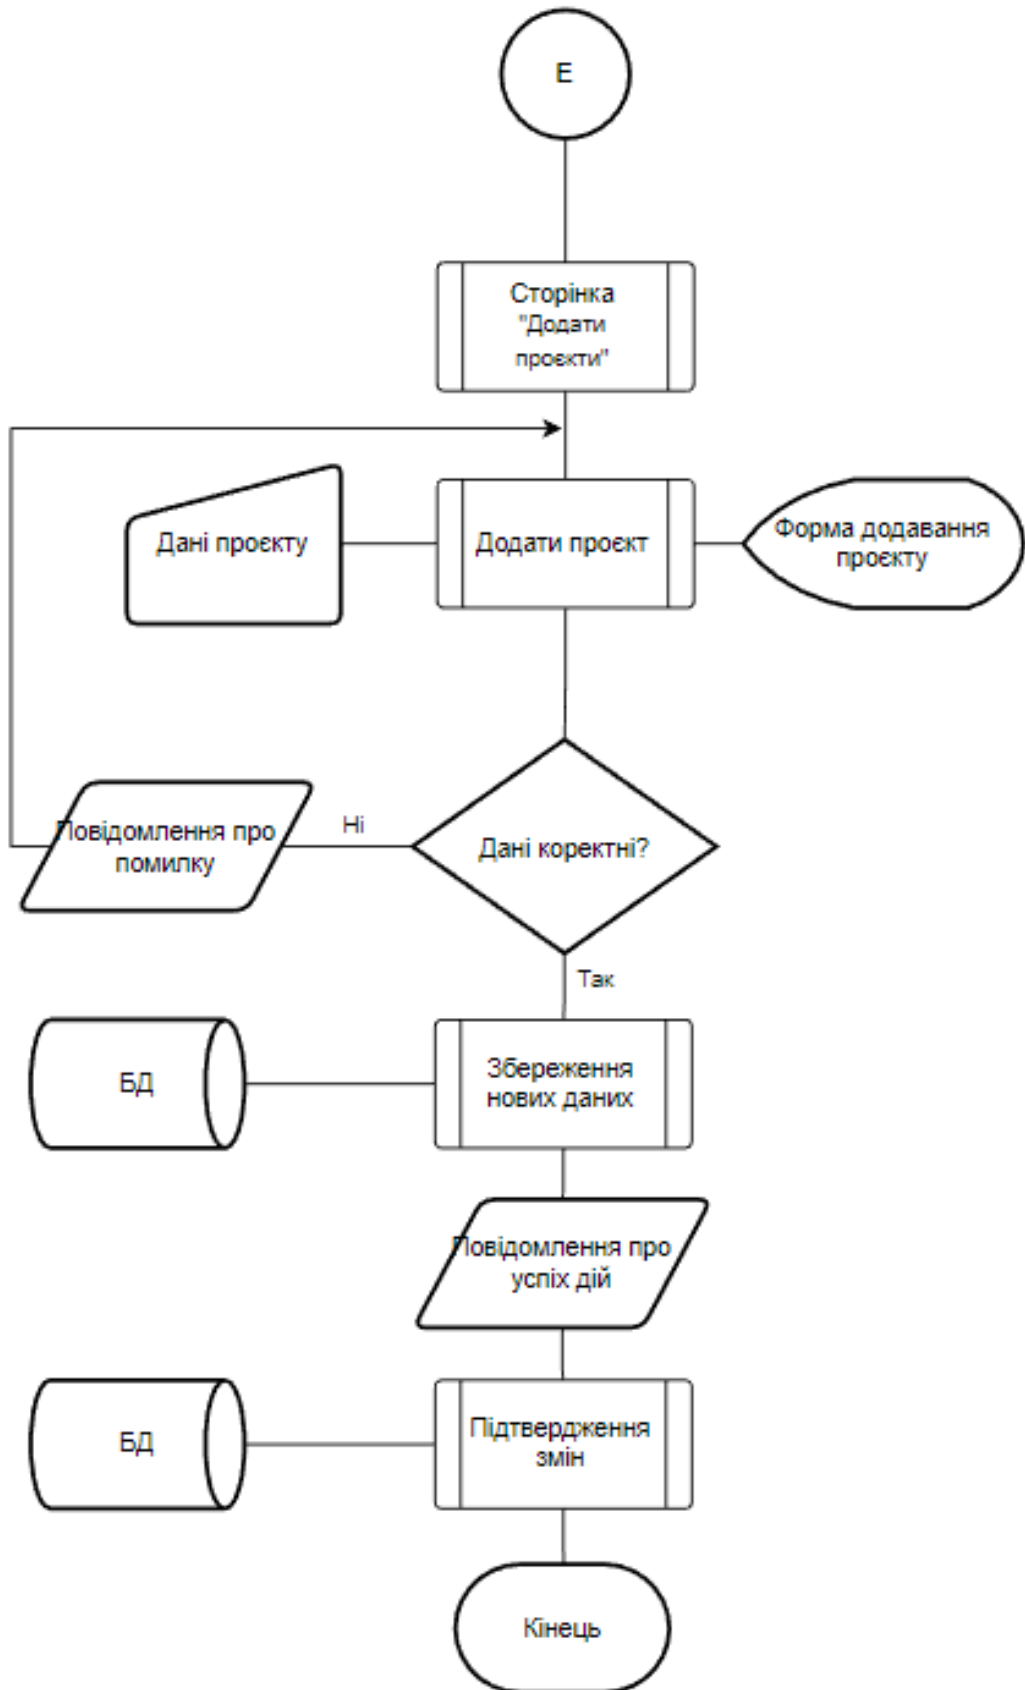 Е
Сторінка
"Додати
проєкти"
Дані проєкту
Додати проєкт
Форма додавання
проєкту
Повідомлення про
помилку
Ні
Дані коректні?
Так
БД
Збереження
нових даних
Повідомлення про
успіх дій
БД
Підтвердження
змін
Кінець